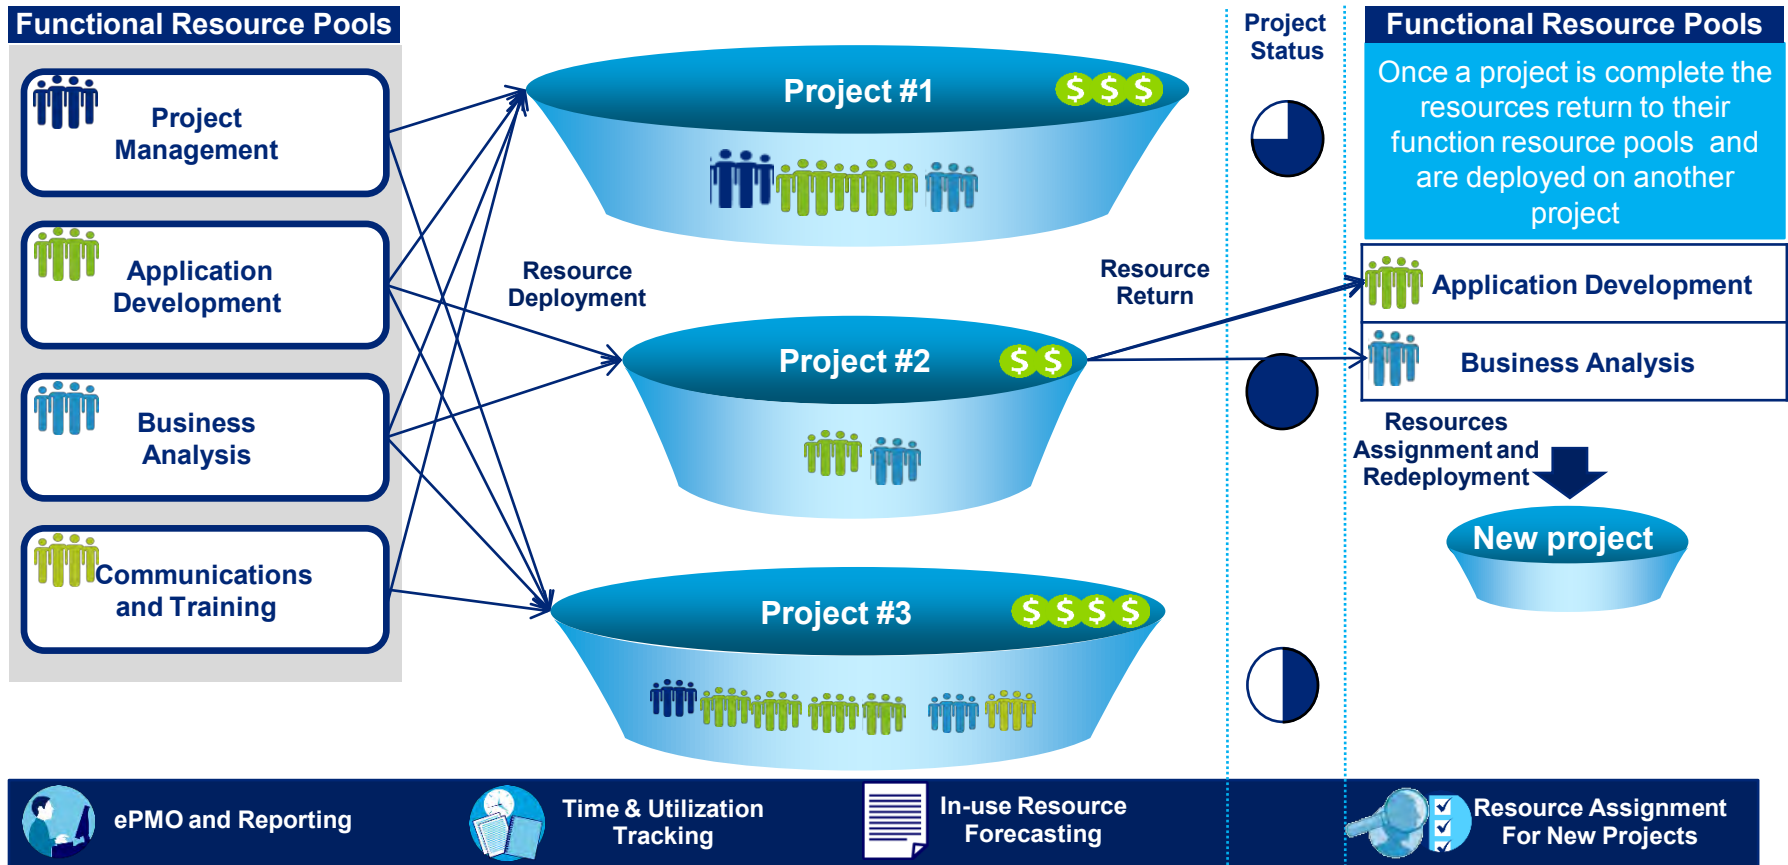 Functional Resource Pools
Project
Management
Application
Development
Business
Analysis
Communications
and Training
Resource
Deployment
Project #1
$ $ $
Project #2
$ $
Project #3
$ $ $ $
Resource
Return
Project
Status
Functional Resource Pools
Once a project is complete the
resources return to their
function resource pools and
are deployed on another
project
Application Development
Business Analysis
Resources
Assignment and
Redeployment
New project
ePMO and Reporting
Time & Utilization
Tracking
In-use Resource
Forecasting
Resource Assignment
For New Projects